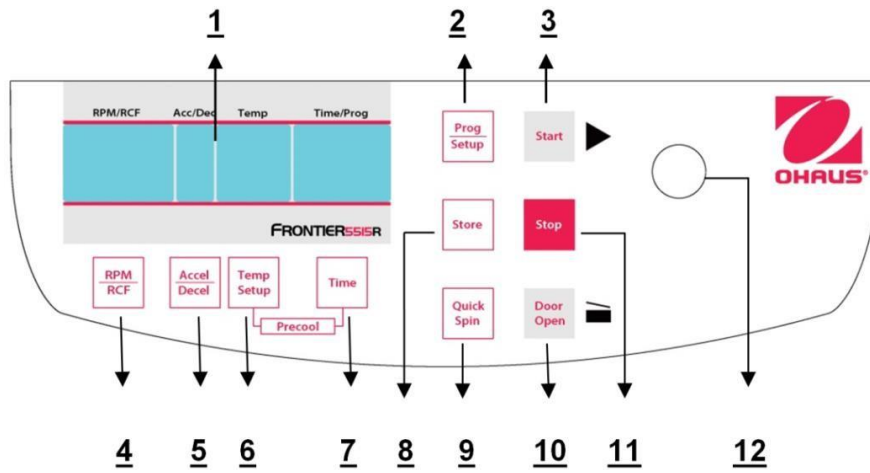 1 2 3
RPM/RCF Acc/Dec Temp Time/Prog
FRONTIER5515R
RPM
RCF
Accel
Decel
Temp
Setup
Time
Precool
Prog
Setup
Start
Store
Stop
Quick
Spin
Door
Open
OHAUS®
4 5 6 7 8 9 10 11 12